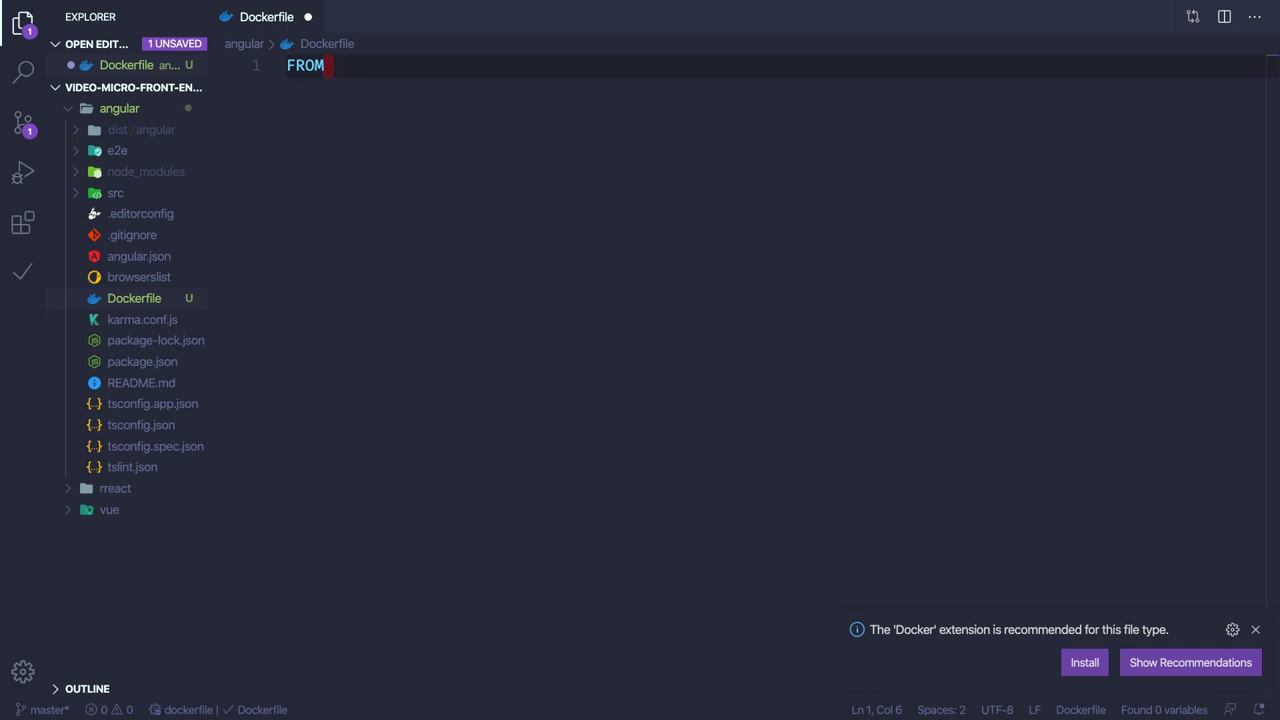 EXPLORER
Dockerfile
1
OPEN EDIT... 1 UNSAVED
angular > Dockerfile
Dockerfile an... U
1 FROM
VIDEO-MICRO-FRONT-EN...
angular
dist / angular
1
e2e
node_modules
src
.editorconfig
.gitignore
angular.json
browserslist
Dockerfile U
karma.conf.js
package-lock.json
package.json
README.md
tsconfig.app.json
tsconfig.json
tsconfig.spec.json
tslint.json
rreact
vue
The 'Docker' extension is recommended for this file type.
Install Show Recommendations
OUTLINE
master* 0 0 dockerfile | Dockerfile Ln 1, Col 6 Spaces: 2 UTF-8 LF Dockerfile Found 0 variables